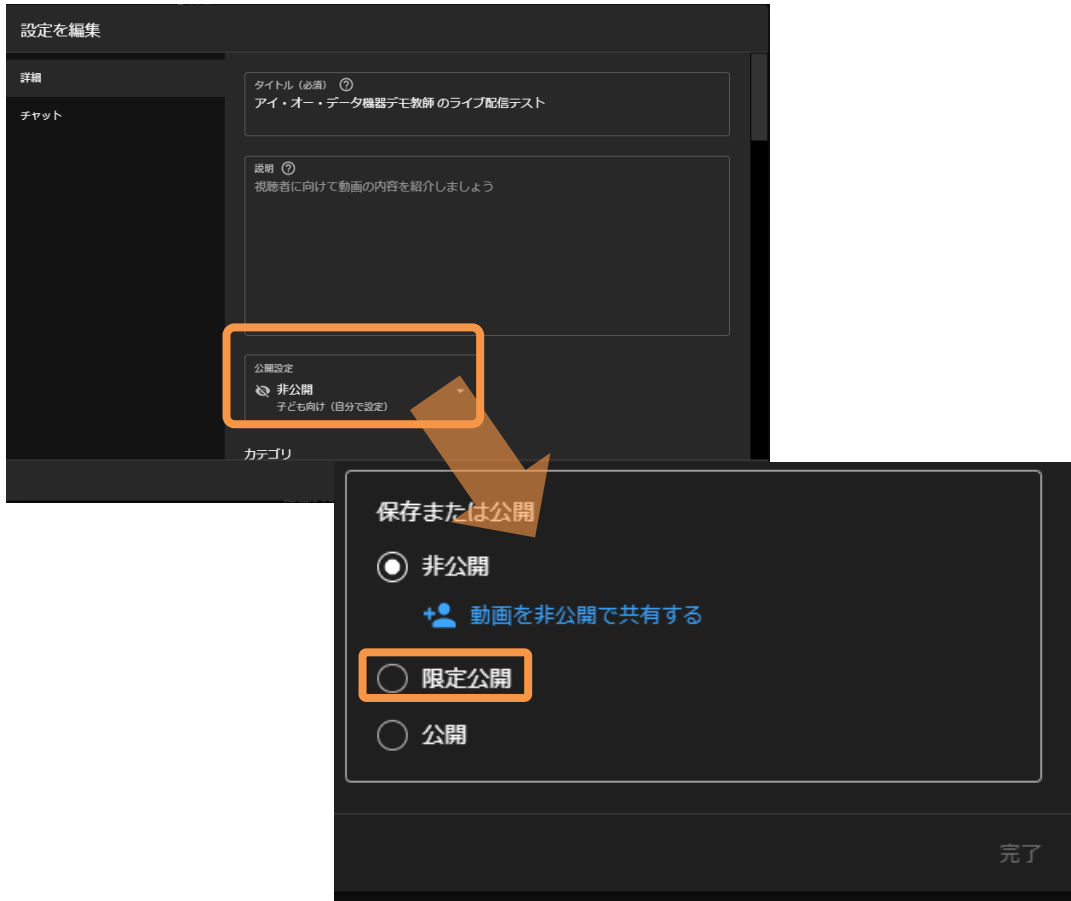 設定を編集
詳細
チャット
タイトル（必須）
アイ・オー・データ機器デモ教師 のライブ配信テスト
説明
視聴者に向けて動画の内容を紹介しましょう
公開設定
非公開
子ども向け（自分で設定）
カテゴリ
保存または公開
非公開
動画を非公開で共有する
限定公開
公開
完了